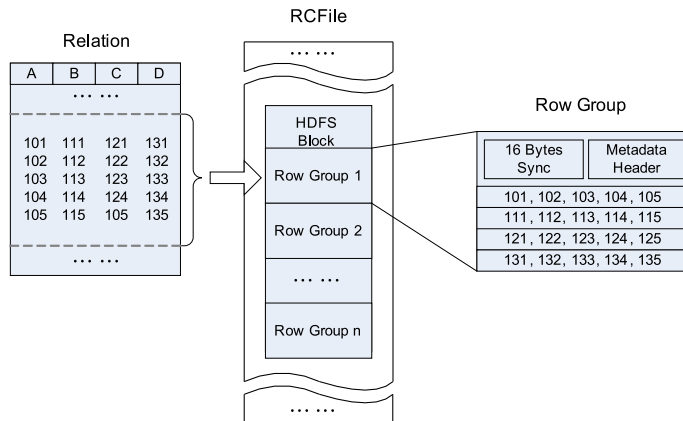 RCFile
Relation
A B C D
... ...
101 111 121 131
102 112 122 132
103 113 123 133
104 114 124 134
105 115 105 135
... ...
... ...
HDFS
Block
Row Group 1
Row Group 2
... ...
Row Group n
... ...
Row Group
16 Bytes
Sync
Metadata
Header
101, 102, 103, 104, 105
111, 112, 113, 114, 115
121, 122, 123, 124, 125
131, 132, 133, 134, 135